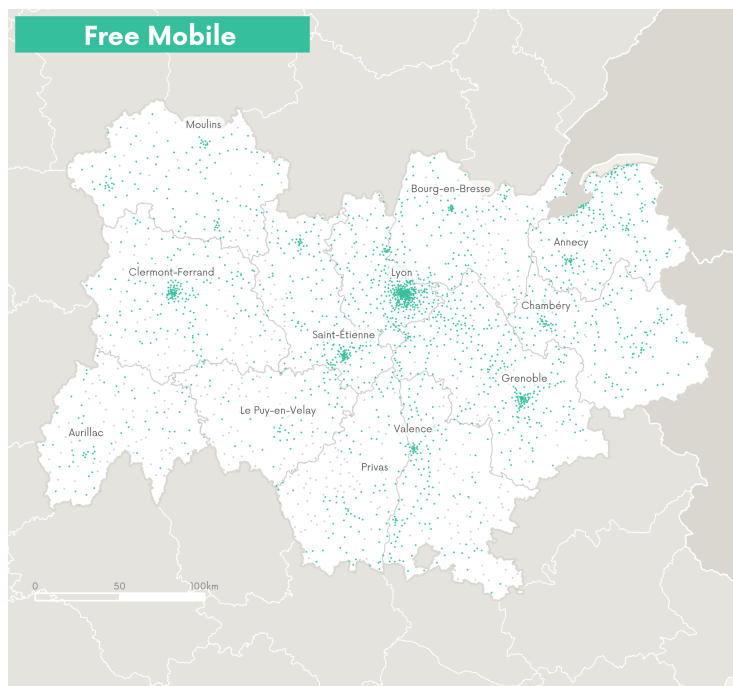 Free Mobile
Moulins
Bourg-en-Bresse
Annecy
Clermont-Ferrand
Lyon
Chambéry
Saint-Étienne
Grenoble
Le Puy-en-Velay
Aurillac
Valence
Privas
0 50 100km